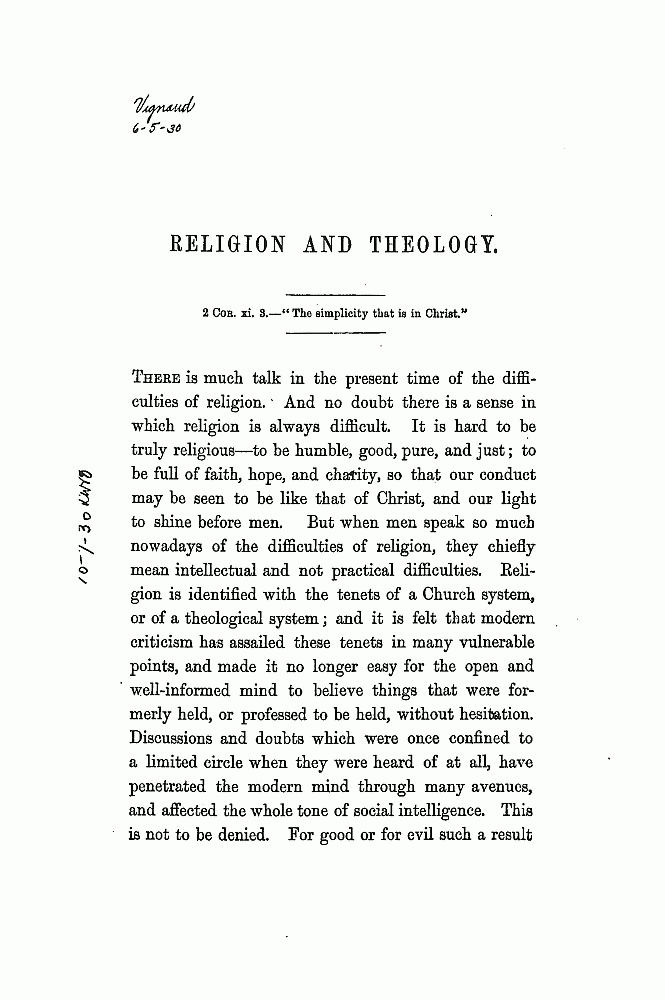 Vignaud
6-5-30
RELIGION AND THEOLOGY.
2 COR. xi. 3.—“The simplicity that is in Christ.”
THERE is much talk in the present time of the diffi-
culties of religion. And no doubt there is a sense in
which religion is always difficult. It is hard to be
truly religious—to be humble, good, pure, and just; to
be full of faith, hope, and charity, so that our conduct
may be seen to be like that of Christ, and our light
to shine before men. But when men speak so much
nowadays of the difficulties of religion, they chiefly
mean intellectual and not practical difficulties. Reli-
gion is identified with the tenets of a Church system,
or of a theological system; and it is felt that modern
criticism has assailed these tenets in many vulnerable
points, and made it no longer easy for the open and
well-informed mind to believe things that were for-
merly held, or professed to be held, without hesitation.
Discussions and doubts which were once confined to
a limited circle when they were heard of at all, have
penetrated the modern mind through many avenues,
and affected the whole tone of social intelligence. This
is not to be denied. For good or for evil such a result
10-1-30